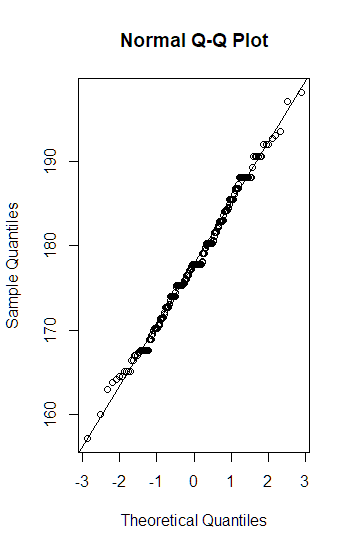 Normal Q-Q Plot
Sample Quantiles
190
180
170
160
-3 -2 -1 0 1 2 3
Theoretical Quantiles